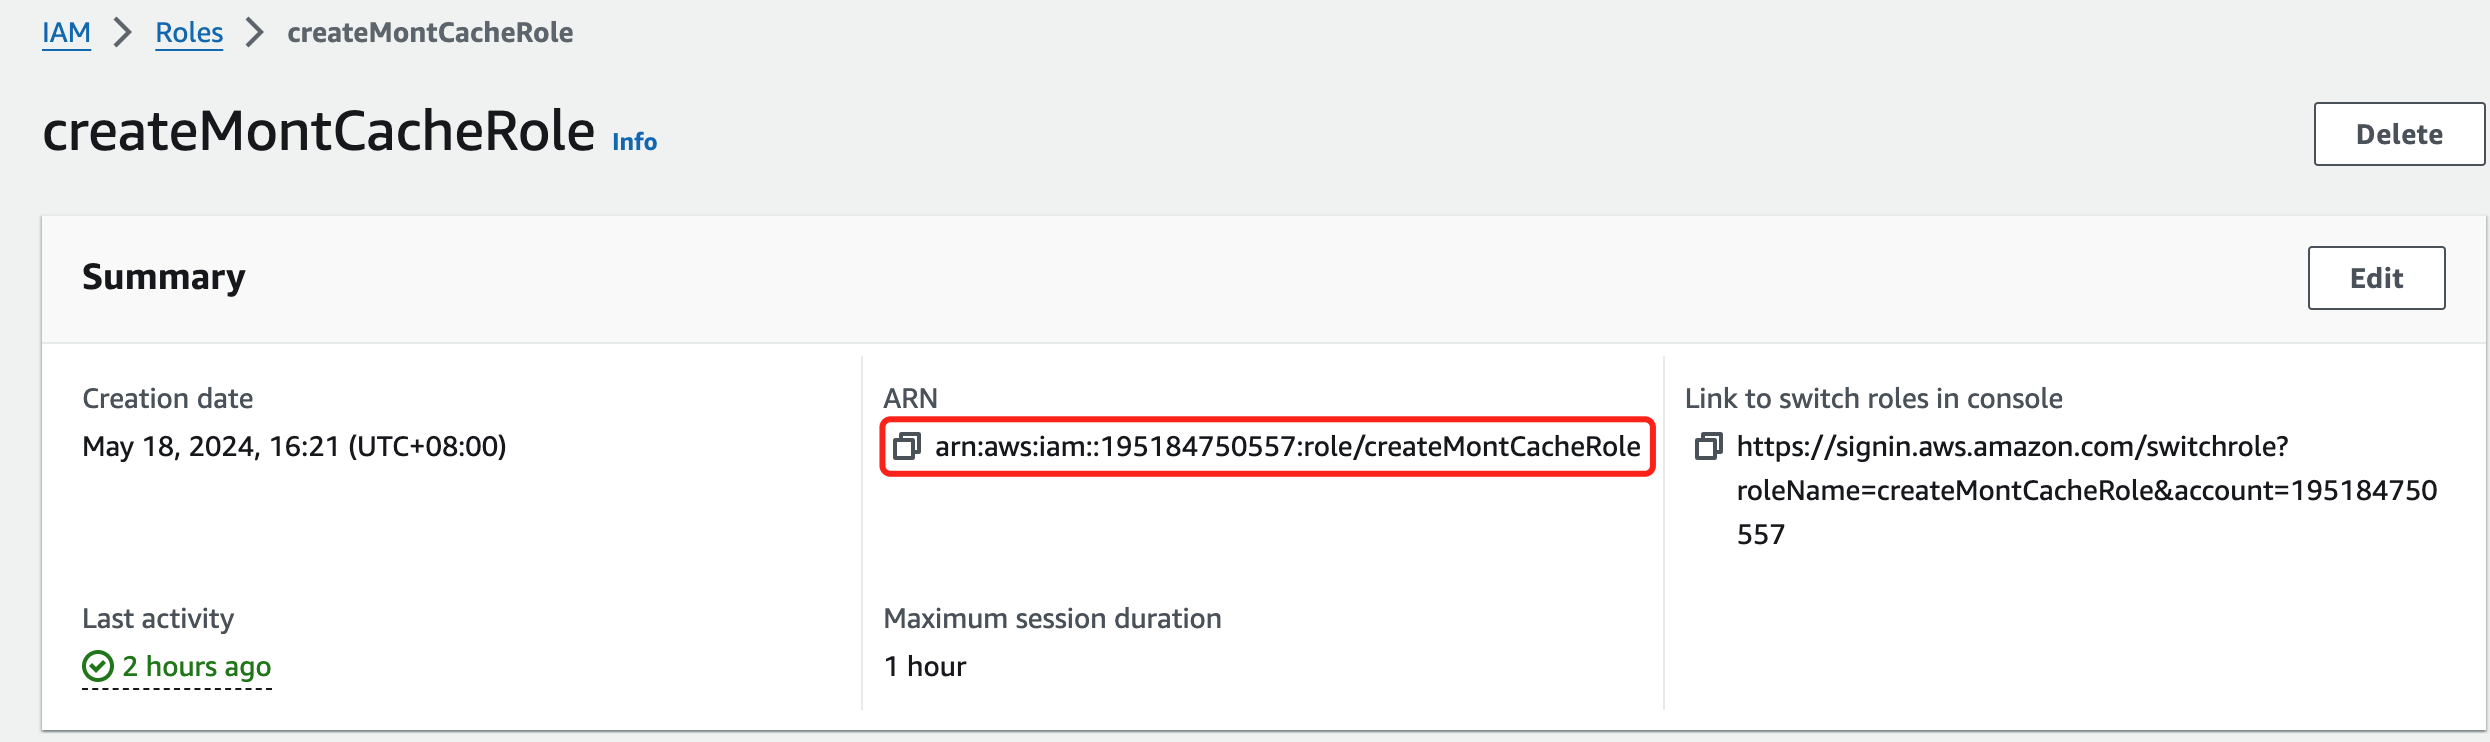 IAM Roles createMontCacheRole
createMontCacheRole Info
Delete
Summary
Edit
Creation date
May 18, 2024, 16:21 (UTC+08:00)
ARN
arn:aws:iam::195184750557:role/createMontCacheRole
Link to switch roles in console
https://signin.aws.amazon.com/switchrole?
roleName=createMontCacheRole&account=195184750
557
Last activity
2 hours ago
Maximum session duration
1 hour